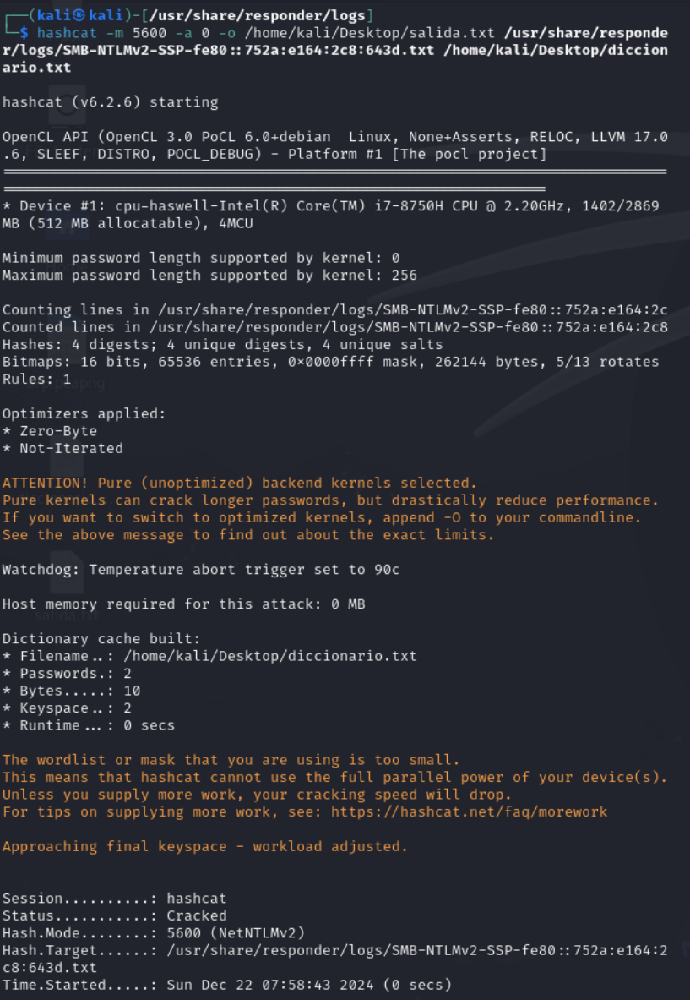 ┌──(kali㉿kali)-[/usr/share/responder/logs]
└─$ hashcat -m 5600 -a 0 -o /home/kali/Desktop/salida.txt /usr/share/responde
r/logs/SMB-NTLMv2-SSP-fe80::752a:e164:2c8:643d.txt /home/kali/Desktop/diccion
ario.txt
hashcat (v6.2.6) starting
OpenCL API (OpenCL 3.0 PoCL 6.0+debian  Linux, None+Asserts, RELOC, LLVM 17.0
.6, SLEEF, DISTRO, POCL_DEBUG) - Platform #1 [The pocl project]
=============================================================================
===============================================================
* Device #1: cpu-haswell-Intel(R) Core(TM) i7-8750H CPU @ 2.20GHz, 1402/2869
MB (512 MB allocatable), 4MCU
Minimum password length supported by kernel: 0
Maximum password length supported by kernel: 256
Counting lines in /usr/share/responder/logs/SMB-NTLMv2-SSP-fe80::752a:e164:2c
Counted lines in /usr/share/responder/logs/SMB-NTLMv2-SSP-fe80::752a:e164:2c8
Hashes: 4 digests; 4 unique digests, 4 unique salts
Bitmaps: 16 bits, 65536 entries, 0x0000ffff mask, 262144 bytes, 5/13 rotates
Rules: 1
Optimizers applied:
* Zero-Byte
* Not-Iterated
ATTENTION! Pure (unoptimized) backend kernels selected.
Pure kernels can crack longer passwords, but drastically reduce performance.
If you want to switch to optimized kernels, append -O to your commandline.
See the above message to find out about the exact limits.
Watchdog: Temperature abort trigger set to 90c
Host memory required for this attack: 0 MB
salida.txt
Dictionary cache built:
* Filename..: /home/kali/Desktop/diccionario.txt
* Passwords.: 2
* Bytes.....: 10
* Keyspace..: 2
* Runtime...: 0 secs
The wordlist or mask that you are using is too small.
This means that hashcat cannot use the full parallel power of your device(s).
Unless you supply more work, your cracking speed will drop.
For tips on supplying more work, see: https://hashcat.net/faq/morework
Approaching final keyspace - workload adjusted.
Session..........: hashcat
Status...........: Cracked
Hash.Mode........: 5600 (NetNTLMv2)
Hash.Target......: /usr/share/responder/logs/SMB-NTLMv2-SSP-fe80::752a:e164:2
c8:643d.txt
Time.Started.....: Sun Dec 22 07:58:43 2024 (0 secs)